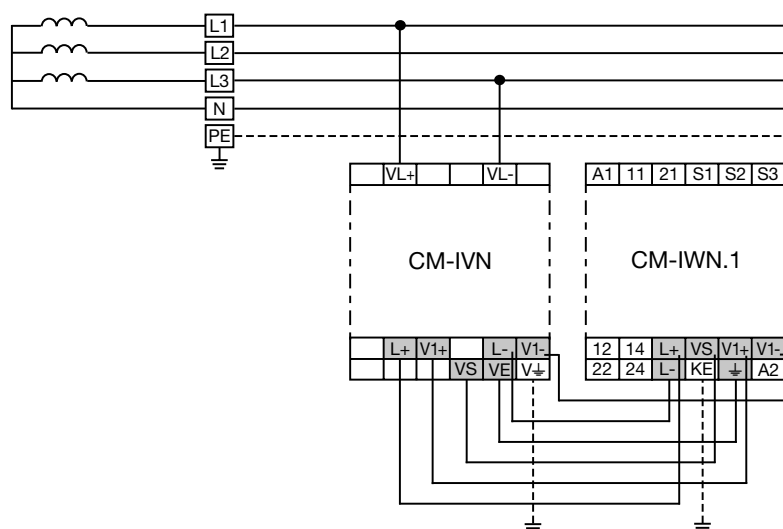 L1
L2
L3
N
PE
VL+ VL-
A1 11 21 S1 S2 S3
CM-IVN
CM-IWN.1
L+ V1+ L- V1-
VS VE V⏚
12 14 L+ VS V1+ V1-
22 24 L- KE ⏚ A2